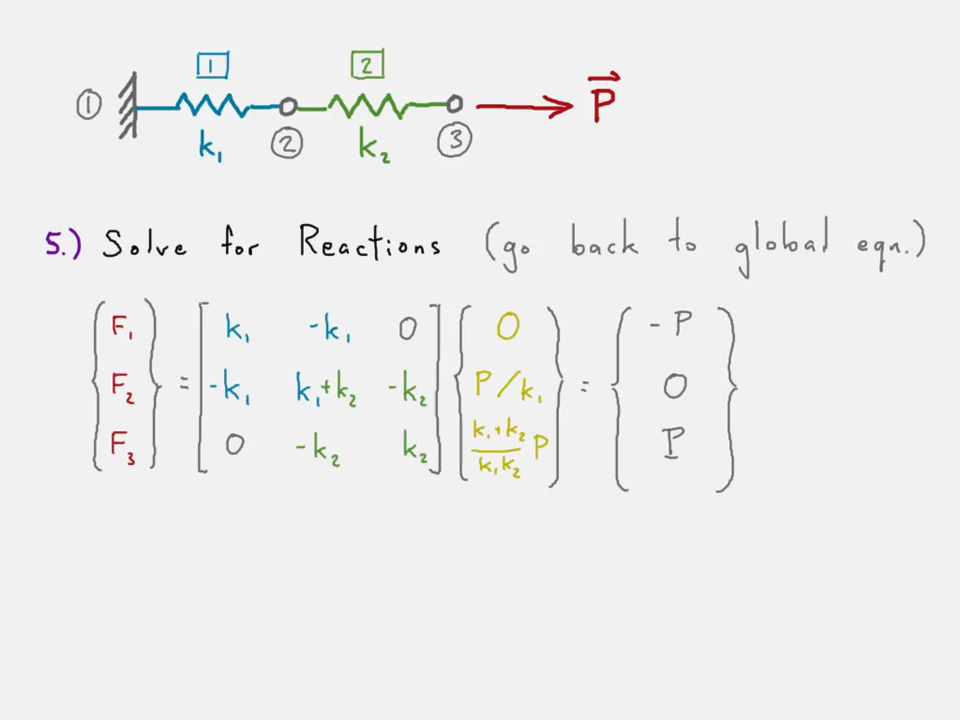 1 2
① P⃗
k₁ ② k₂ ③
5.) Solve for Reactions (go back to global eqn.)
F₁ k₁ -k₁ 0 0 -P
F₂ = -k₁ k₁+k₂ -k₂ P/k₁ = 0
F₃ 0 -k₂ k₂ k₁+k₂/k₁k₂ P P